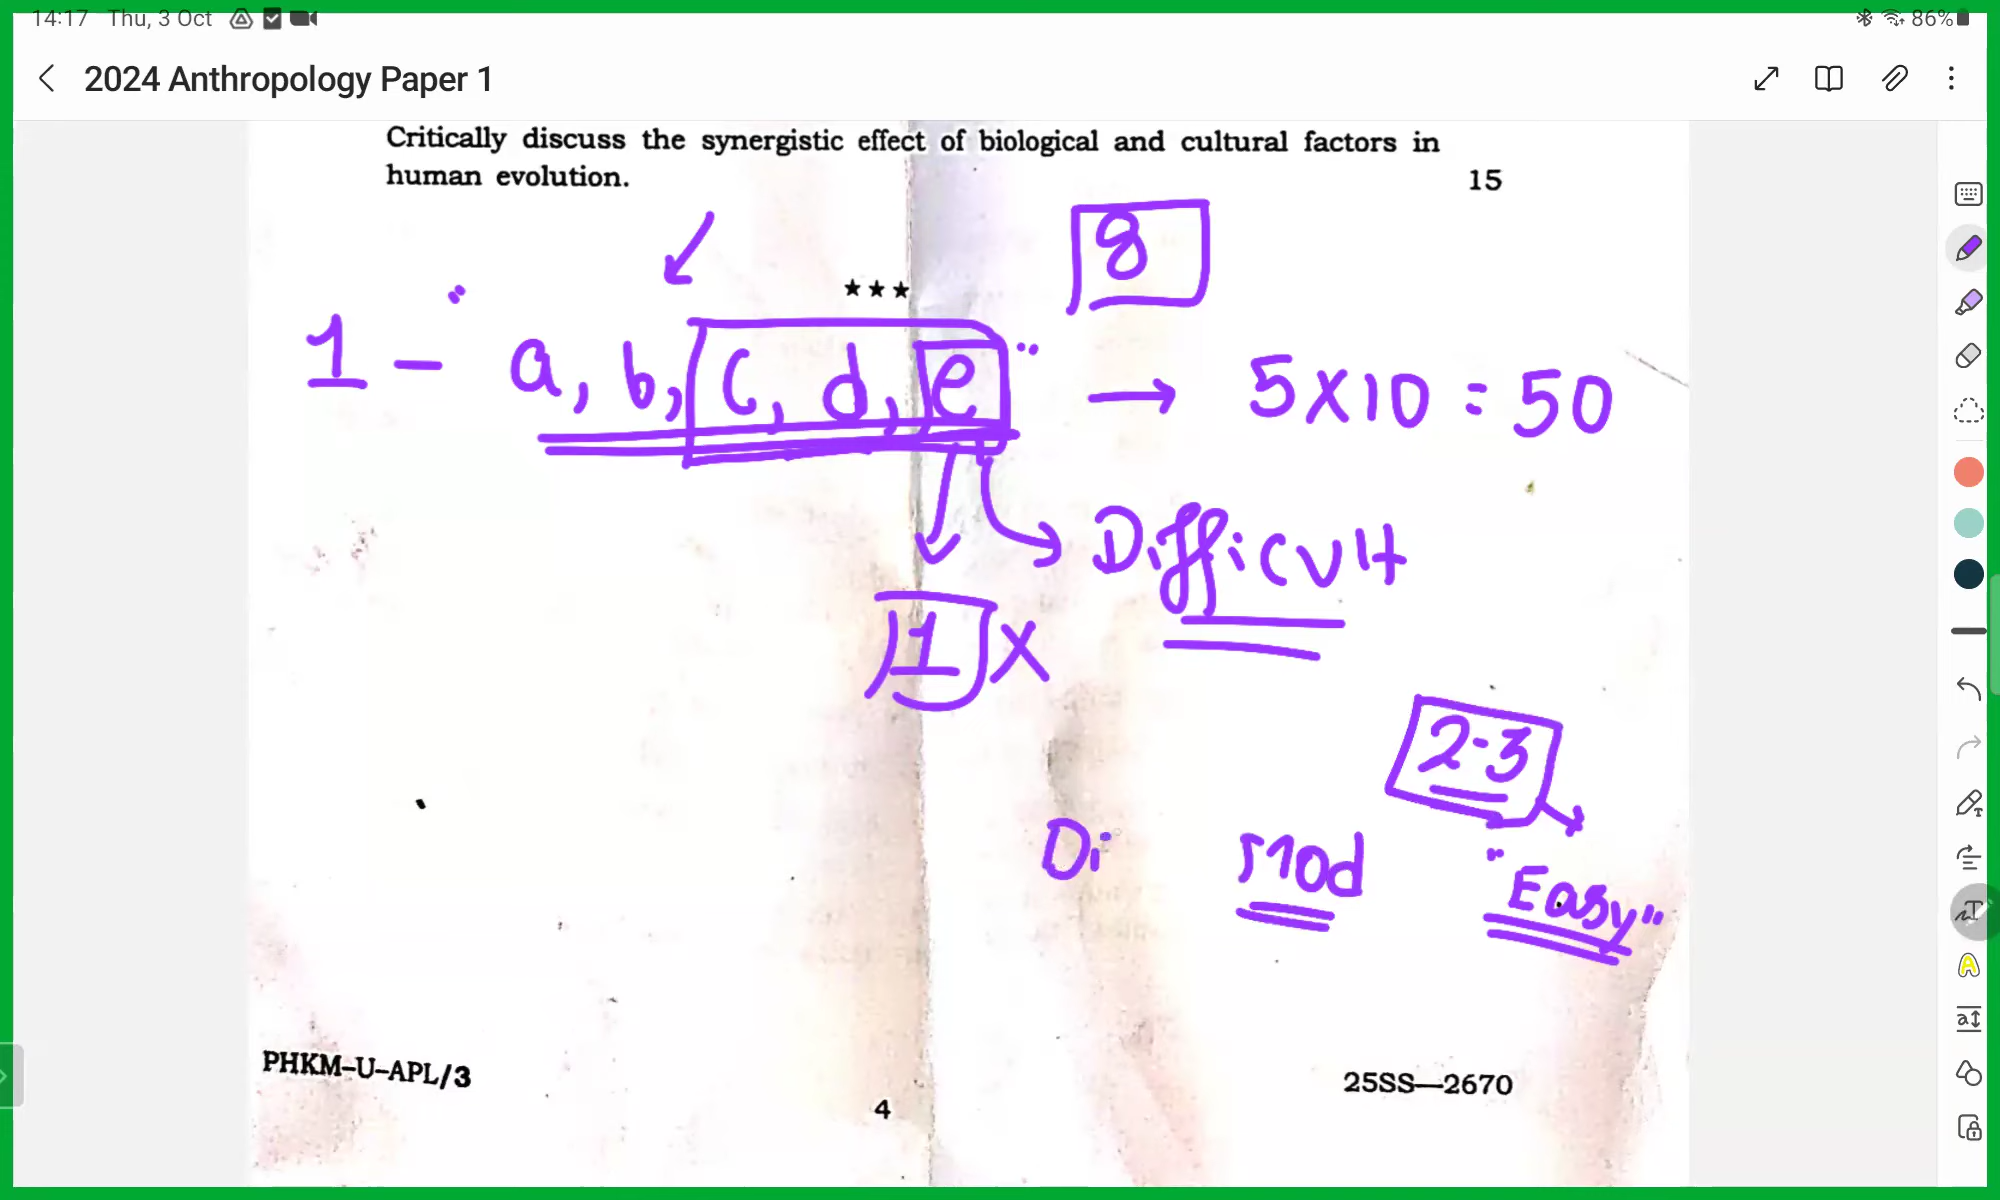 14:17 Thu, 3 Oct 86%
2024 Anthropology Paper 1
Critically discuss the synergistic effect of biological and cultural factors in
human evolution. 15
8
★★★
1 - a, b, c, d, e → 5×10 = 50
Difficult
1 X
2-3
Di Mod "Easy"
PHKM-U-APL/3 25SS—2670
4